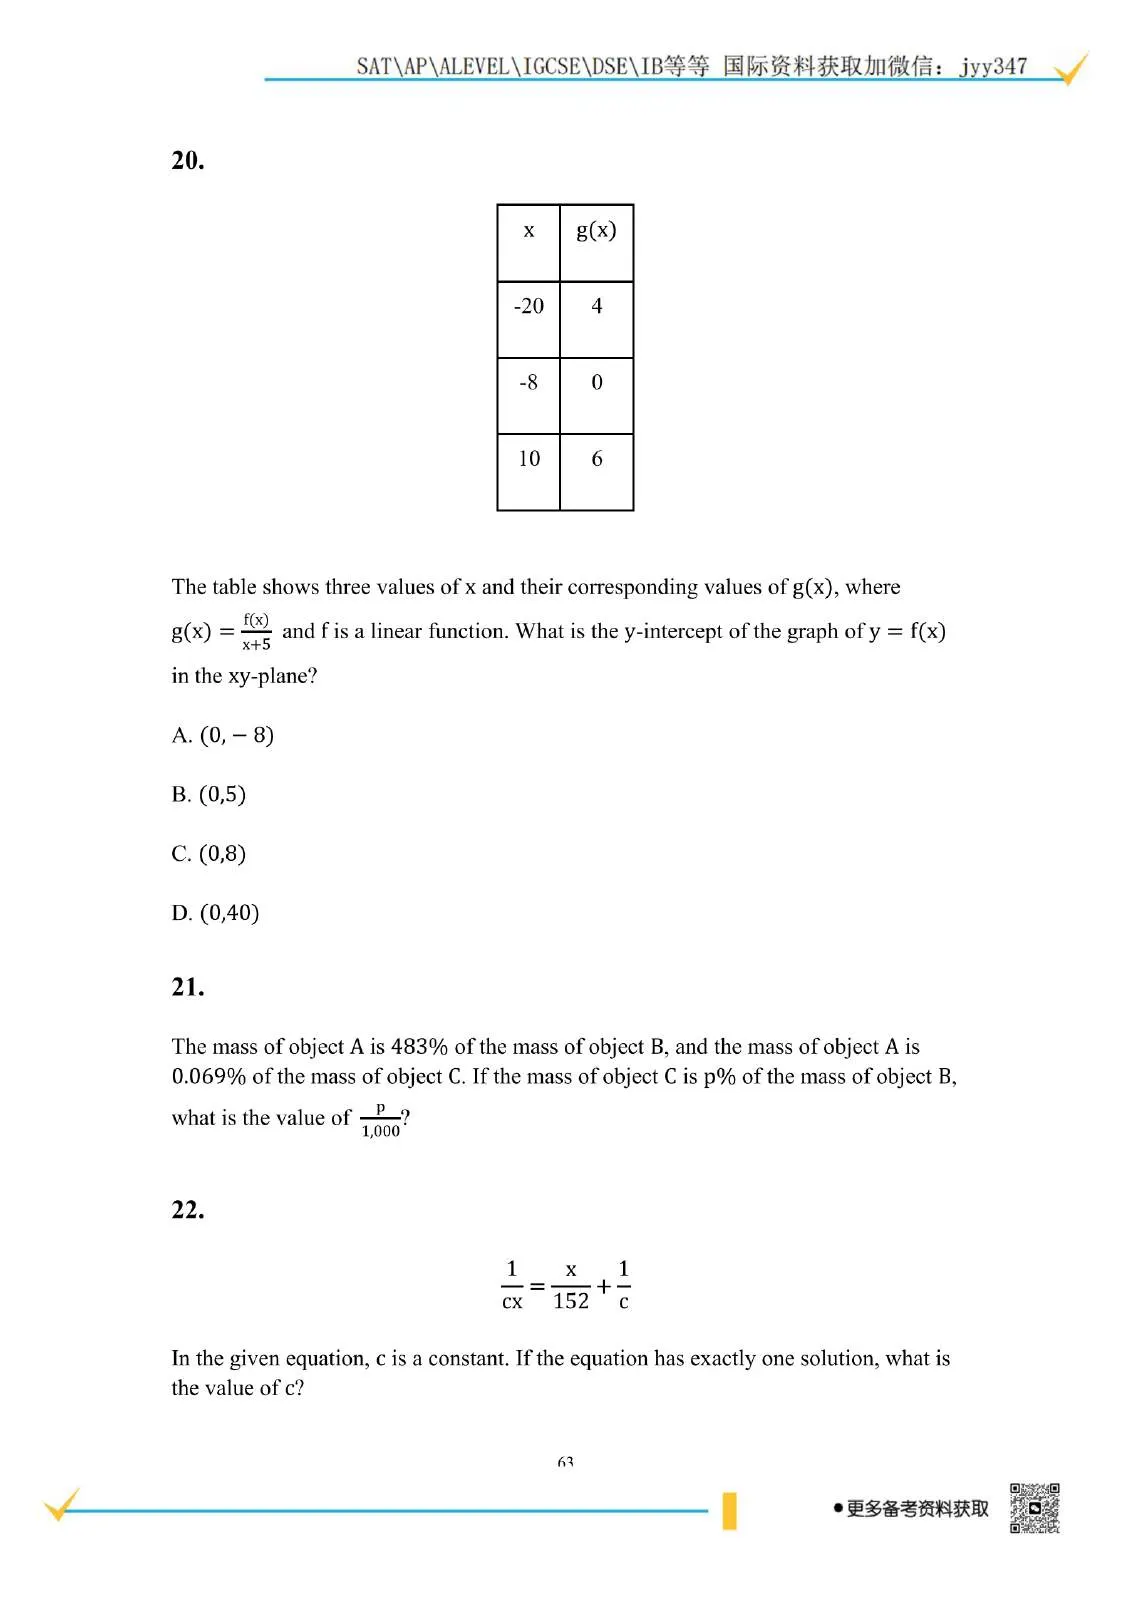 SAT\AP\ALEVEL\IGCSE\DSE\IB等等 国际资料获取加微信：jyy347
20.
x g(x)
-20 4
-8 0
10 6
The table shows three values of x and their corresponding values of g(x), where
g(x) = f(x)/x+5 and f is a linear function. What is the y-intercept of the graph of y = f(x)
in the xy-plane?
A. (0, − 8)
B. (0,5)
C. (0,8)
D. (0,40)
21.
The mass of object A is 483% of the mass of object B, and the mass of object A is
0.069% of the mass of object C. If the mass of object C is p% of the mass of object B,
what is the value of p/1,000?
22.
1/cx = x/152 + 1/c
In the given equation, c is a constant. If the equation has exactly one solution, what is
the value of c?
63
●更多备考资料获取